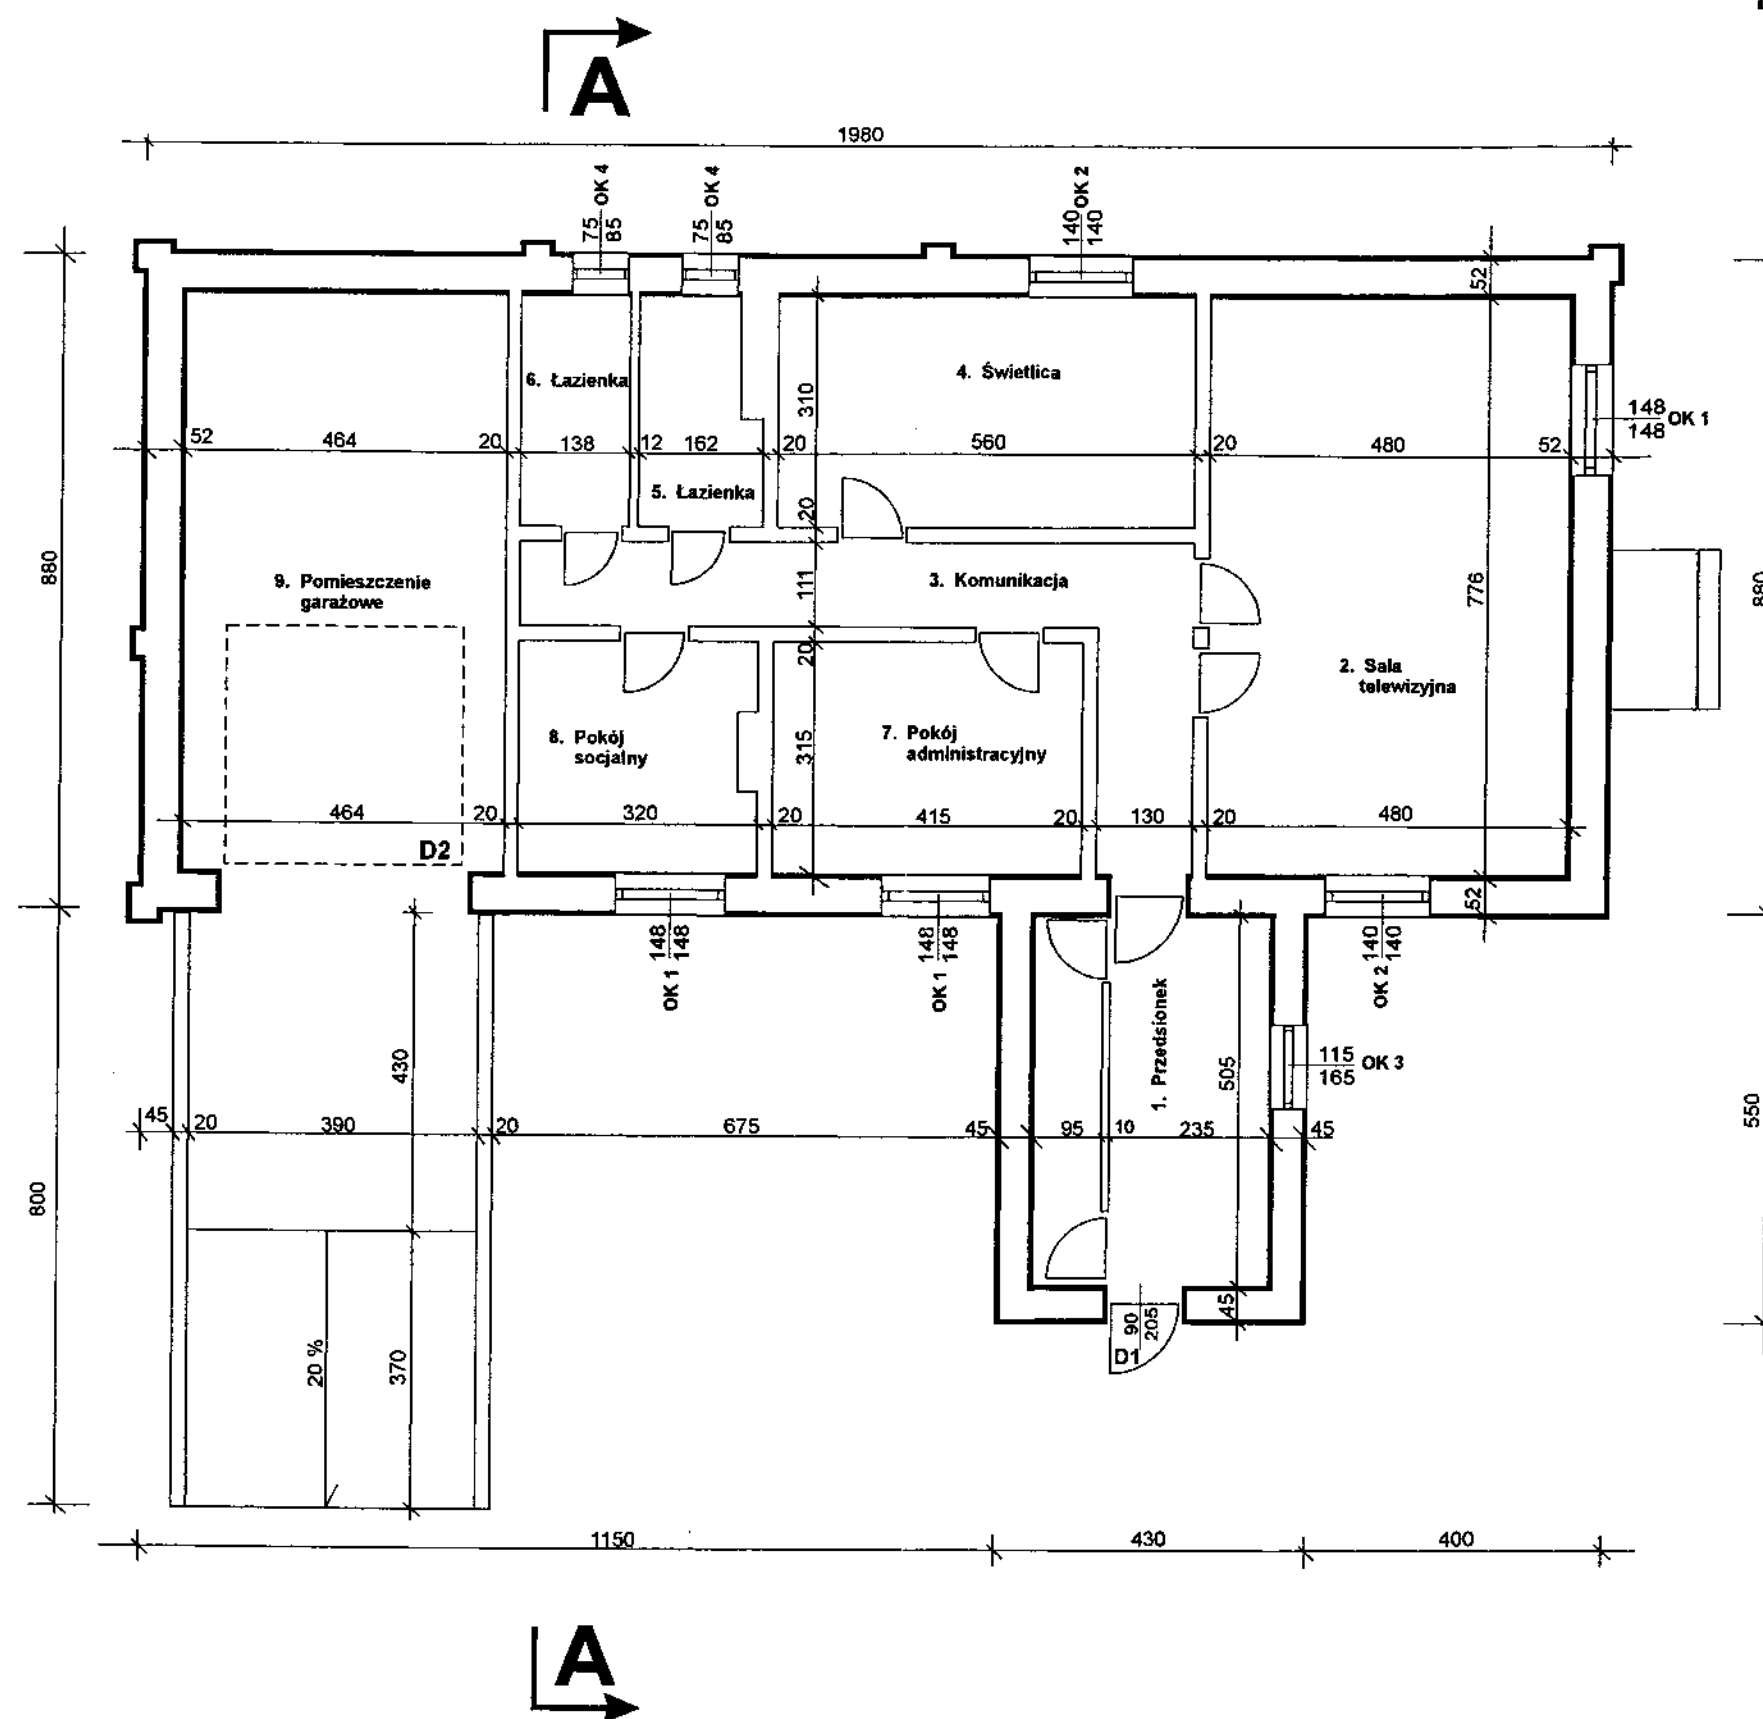 A
1980
OK 4
75
85
OK 4
75
85
OK 2
140
140
52
6. Łazienka
4. Świetlica
310
148
148
OK 1
52
464
20
138
12
162
20
560
20
480
52
5. Łazienka
20
880
9. Pomieszczenie
garażowe
111
3. Komunikacja
776
880
20
2. Sala
telewizyjna
8. Pokój
socjalny
315
7. Pokój
administracyjny
464
20
320
20
415
20
130
20
480
D2
52
148
148
OK 1
148
148
OK 1
140
140
OK 2
1. Przedsionek
430
505
115
165
OK 3
45
20
390
20
675
45
95
10
235
45
550
800
20 %
370
45
90
205
D1
1150
430
400
A